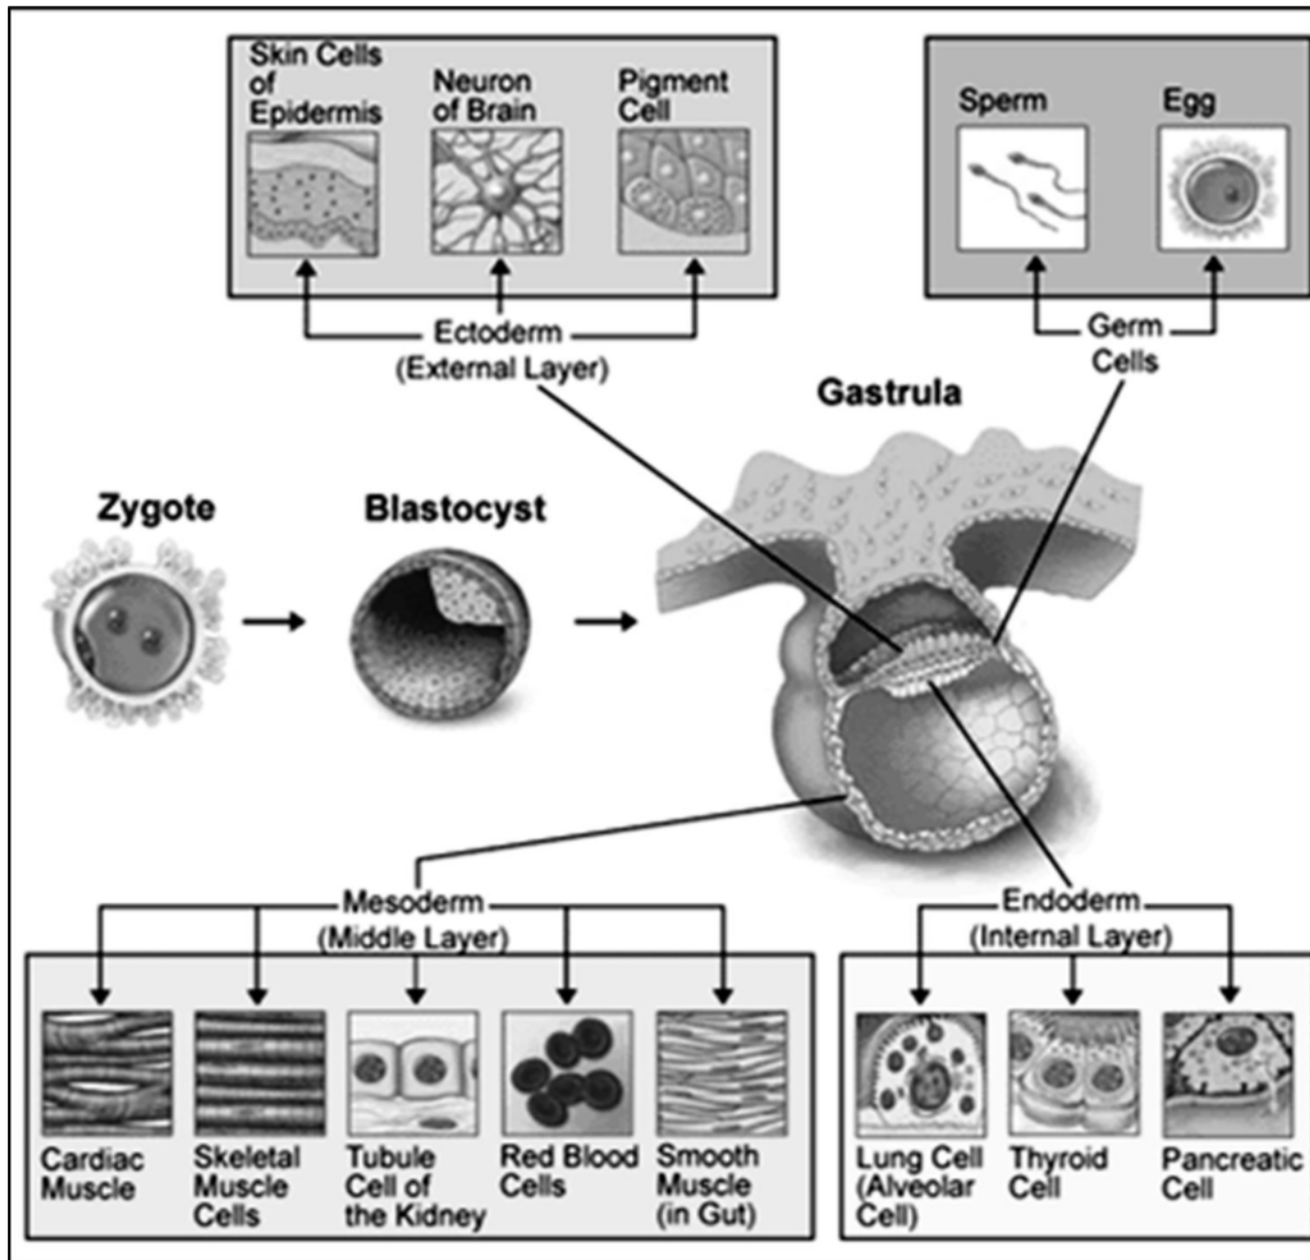 Skin Cells
of
Epidermis
Neuron
of Brain
Pigment
Cell
Sperm
Egg
Ectoderm
(External Layer)
Germ
Cells
Gastrula
Zygote
Blastocyst
Mesoderm
(Middle Layer)
Endoderm
(Internal Layer)
Cardiac
Muscle
Skeletal
Muscle
Cells
Tubule
Cell of
the Kidney
Red Blood
Cells
Smooth
Muscle
(in Gut)
Lung Cell
(Alveolar
Cell)
Thyroid
Cell
Pancreatic
Cell